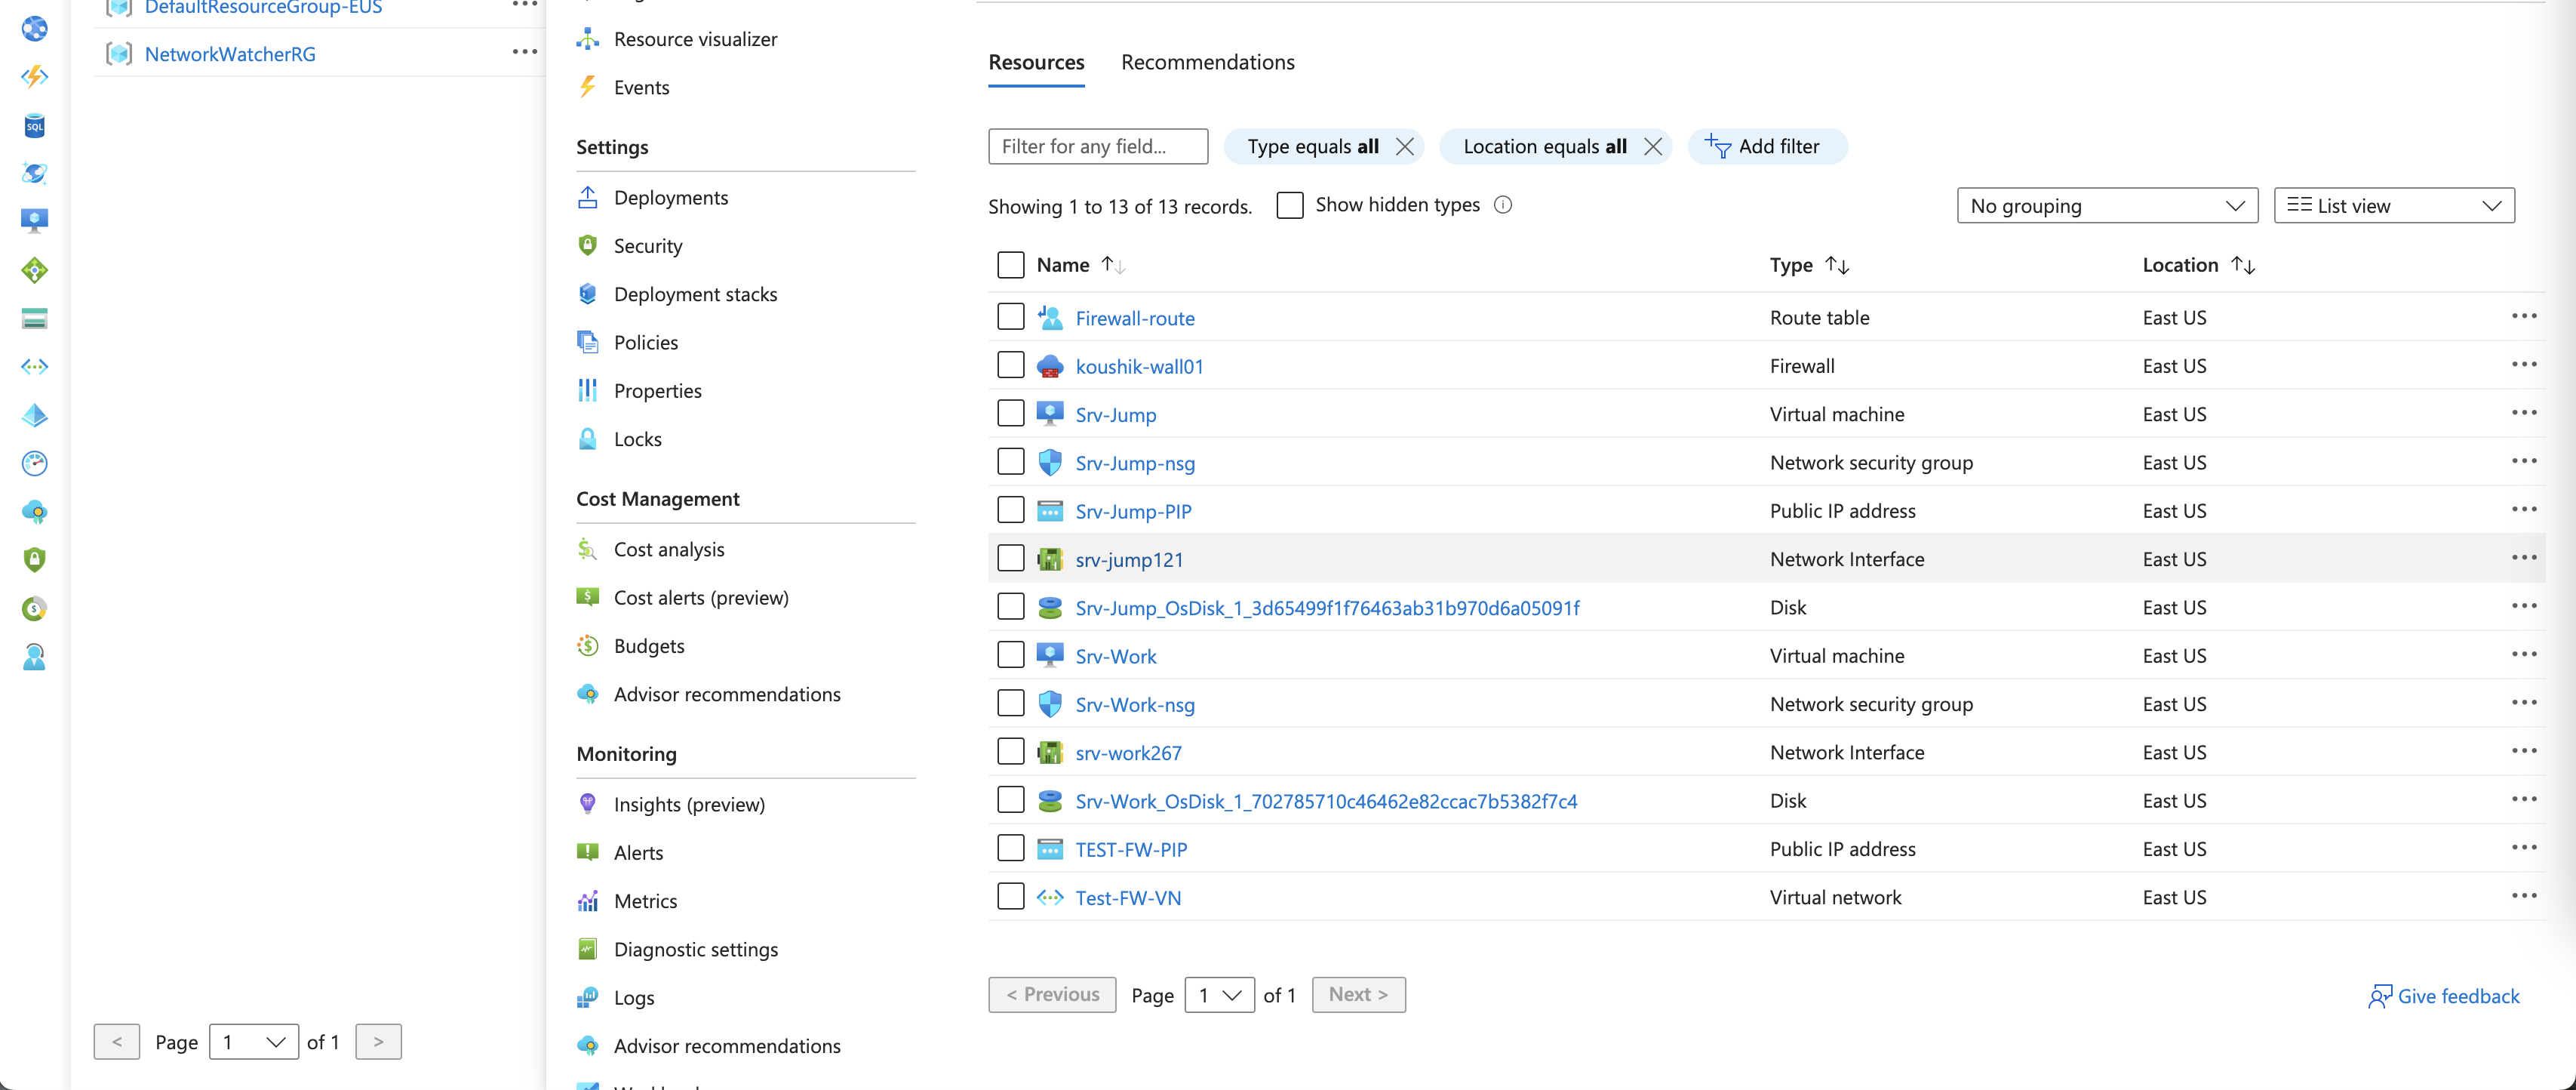 DefaultResourceGroup-EUS
NetworkWatcherRG
< Page 1 of 1 >
Resource visualizer
Events
Settings
Deployments
Security
Deployment stacks
Policies
Properties
Locks
Cost Management
Cost analysis
Cost alerts (preview)
Budgets
Advisor recommendations
Monitoring
Insights (preview)
Alerts
Metrics
Diagnostic settings
Logs
Advisor recommendations
Resources Recommendations
Filter for any field... Type equals all Location equals all Add filter
Showing 1 to 13 of 13 records. Show hidden types No grouping List view
Name Type Location
Firewall-route Route table East US
koushik-wall01 Firewall East US
Srv-Jump Virtual machine East US
Srv-Jump-nsg Network security group East US
Srv-Jump-PIP Public IP address East US
srv-jump121 Network Interface East US
Srv-Jump_OsDisk_1_3d65499f1f76463ab31b970d6a05091f Disk East US
Srv-Work Virtual machine East US
Srv-Work-nsg Network security group East US
srv-work267 Network Interface East US
Srv-Work_OsDisk_1_702785710c46462e82ccac7b5382f7c4 Disk East US
TEST-FW-PIP Public IP address East US
Test-FW-VN Virtual network East US
< Previous Page 1 of 1 Next >
Give feedback